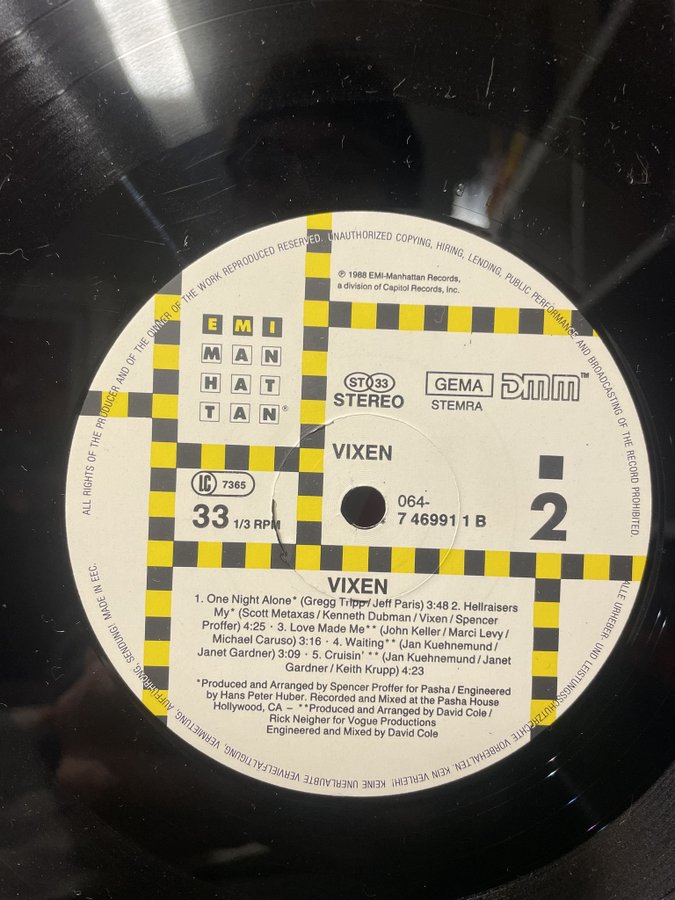 ALL RIGHTS OF THE PRODUCER AND OF THE OWNER OF THE WORK REPRODUCED RESERVED. UNAUTHORIZED COPYING, HIRING, LENDING, PUBLIC PERFORMANCE AND BROADCASTING OF THE RECORD PROHIBITED.
℗ 1988 EMI-Manhattan Records,
a division of Capitol Records, Inc.
EMI
MAN
HAT
TAN®
ST 33
STEREO
GEMA
STEMRA
DMM™
VIXEN
LC 7365
33 1/3 RPM
064-
7 46991 1 B
2
VIXEN
1. One Night Alone* (Gregg Tripp/Jeff Paris) 3:48 2. Hellraisers
My* (Scott Metaxas/Kenneth Dubman/Vixen/Spencer
Proffer) 4:25 · 3. Love Made Me** (John Keller/Marci Levy/
Michael Caruso) 3:16 · 4. Waiting** (Jan Kuehnemund/
Janet Gardner) 3:09 · 5. Cruisin'** (Jan Kuehnemund/Janet
Gardner/Keith Krupp) 4:23
*Produced and Arranged by Spencer Proffer for Pasha/Engineered
by Hans Peter Huber. Recorded and Mixed at the Pasha House
Hollywood, CA – **Produced and Arranged by David Cole/
Rick Neigher for Vogue Productions
Engineered and Mixed by David Cole
ALLE URHEBER- UND LEISTUNGSSCHUTZRECHTE VORBEHALTEN. KEIN VERLEIH! KEINE UNERLAUBTE VERVIELFÄLTIGUNG, VERMIETUNG, AUFFÜHRUNG, SENDUNG! MADE IN EEC.